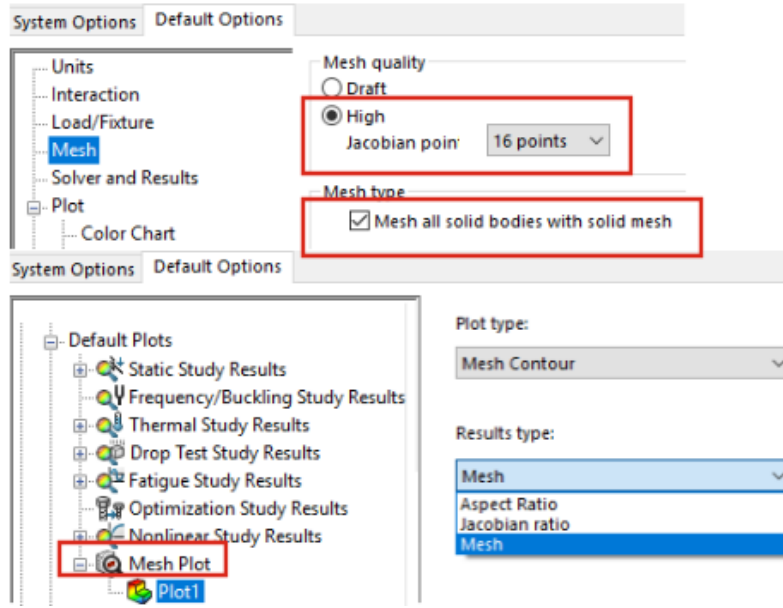 System Options Default Options
Units
Interaction
Load/Fixture
Mesh
Solver and Results
Plot
Color Chart
Mesh quality
Draft
High
Jacobian poin 16 points
Mesh type
Mesh all solid bodies with solid mesh
System Options Default Options
Default Plots
Static Study Results
Frequency/Buckling Study Results
Thermal Study Results
Drop Test Study Results
Fatigue Study Results
Optimization Study Results
Nonlinear Study Results
Mesh Plot
Plot1
Plot type:
Mesh Contour
Results type:
Mesh
Aspect Ratio
Jacobian ratio
Mesh